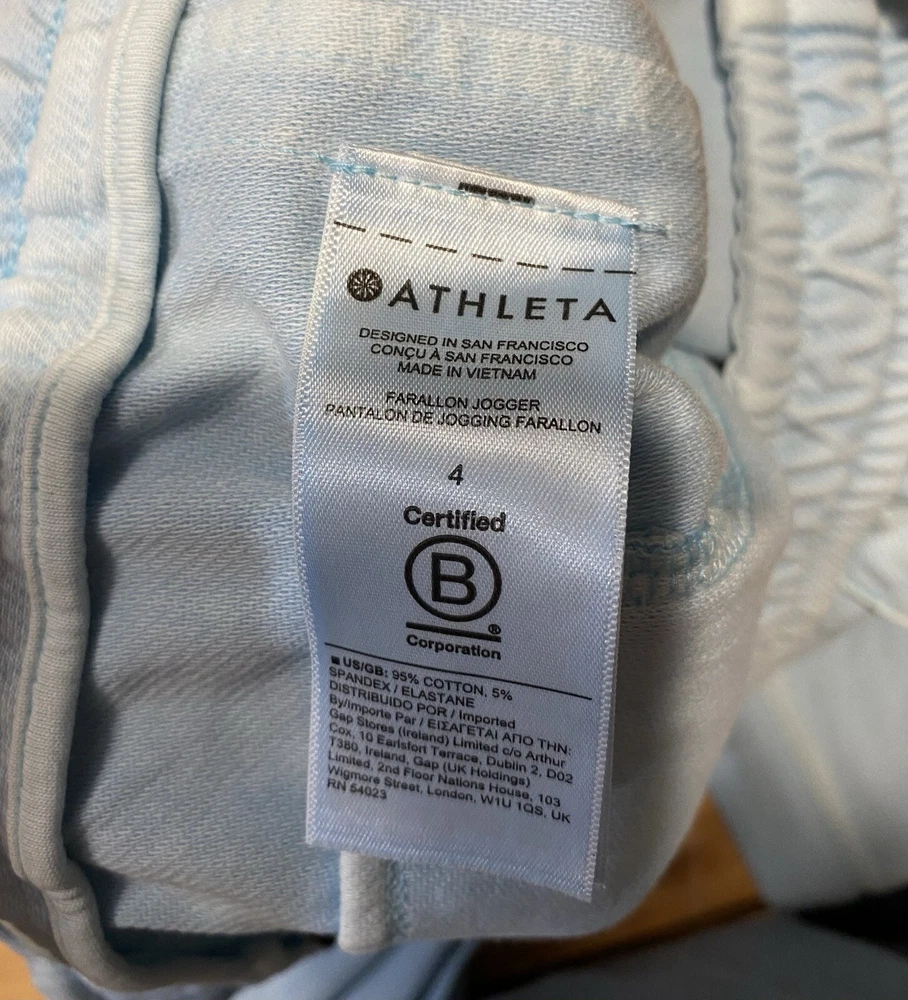 ATHLETA
DESIGNED IN SAN FRANCISCO
CONÇU À SAN FRANCISCO
MADE IN VIETNAM
FARALLON JOGGER
PANTALON DE JOGGING FARALLON
4
Certified
B
®
Corporation
US/GB: 95% COTTON, 5%
SPANDEX / ELASTANE
DISTRIBUIDO POR / Imported
By/Importe Par / ΕΙΣΑΓΕΤΑΙ ΑΠΟ ΤΗΝ:
Gap Stores (Ireland) Limited c/o Arthur
Cox, 10 Earlsfort Terrace, Dublin 2, D02
T380, Ireland, Gap (UK Holdings)
Limited, 2nd Floor Nations House, 103
Wigmore Street, London, W1U 1QS, UK
RN 54023